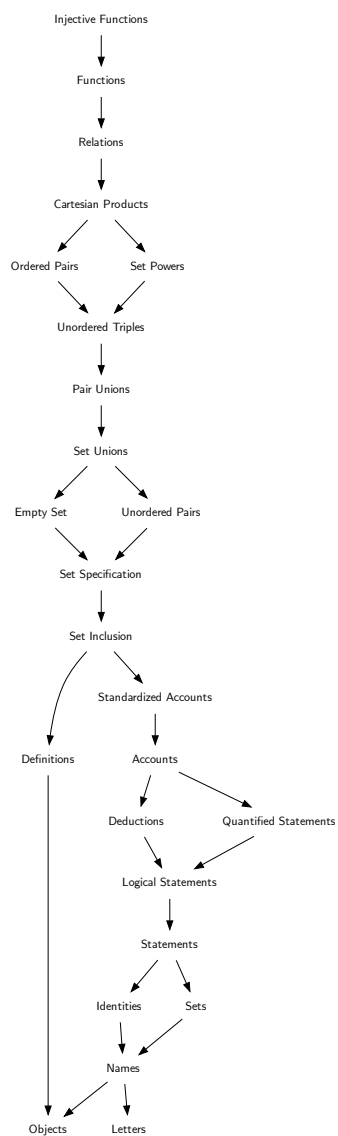 Injective Functions
Functions
Relations
Cartesian Products
Ordered Pairs
Set Powers
Unordered Triples
Pair Unions
Set Unions
Empty Set
Unordered Pairs
Set Specification
Set Inclusion
Standardized Accounts
Definitions
Accounts
Deductions
Quantified Statements
Logical Statements
Statements
Identities
Sets
Names
Objects
Letters